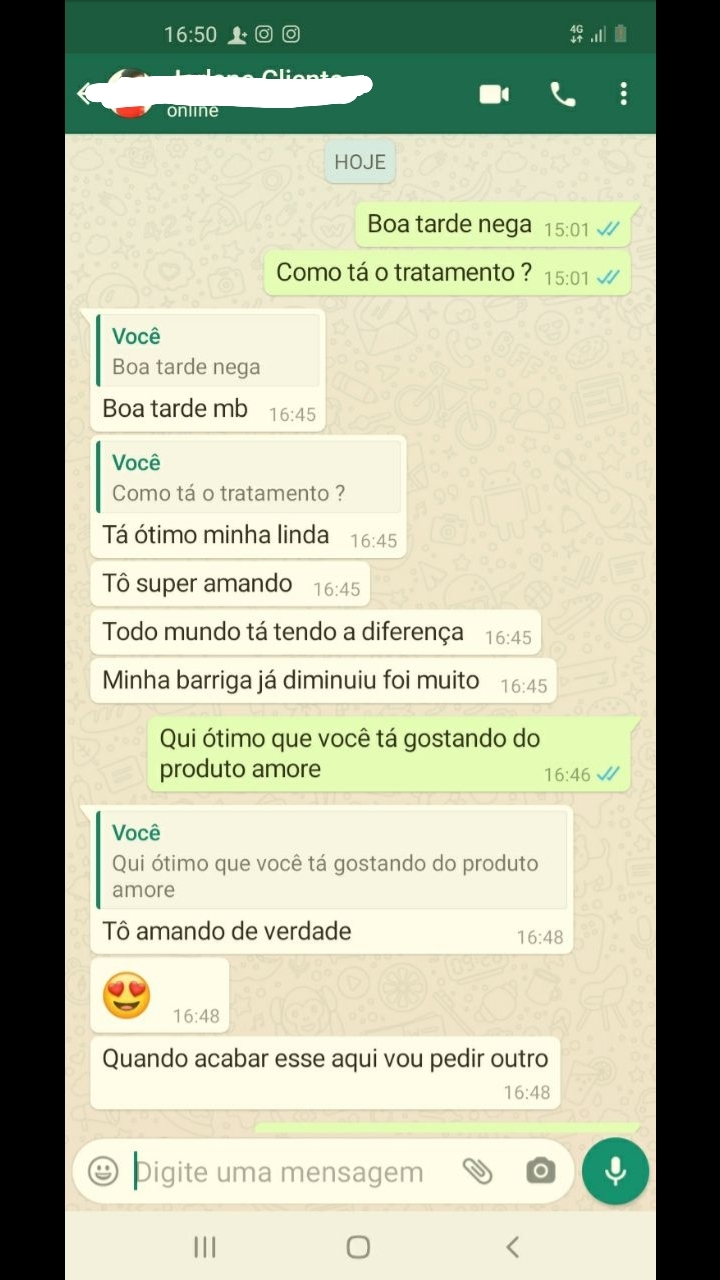 16:50
4G
online
HOJE
Boa tarde nega 15:01
Como tá o tratamento ? 15:01
Você
Boa tarde nega
Boa tarde mb 16:45
Você
Como tá o tratamento ?
Tá ótimo minha linda 16:45
Tô super amando 16:45
Todo mundo tá tendo a diferença 16:45
Minha barriga já diminuiu foi muito 16:45
Qui ótimo que você tá gostando do
produto amore 16:46
Você
Qui ótimo que você tá gostando do produto
amore
Tô amando de verdade 16:48
16:48
Quando acabar esse aqui vou pedir outro
16:48
Digite uma mensagem